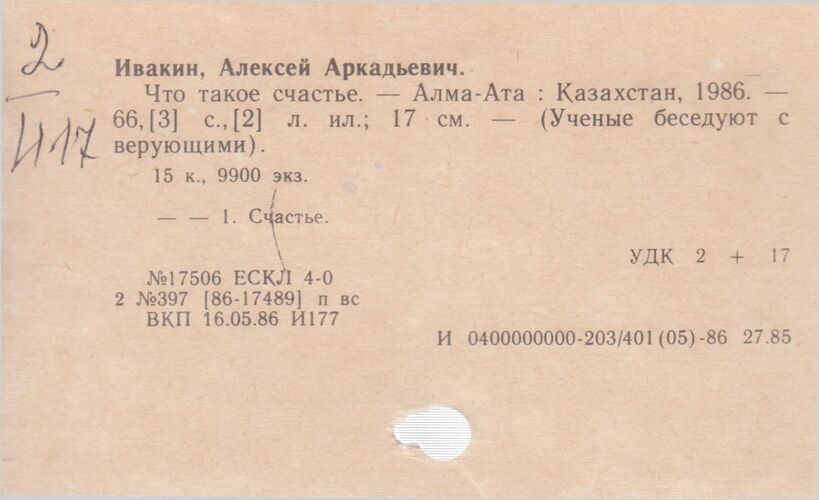 2
И17
Ивакин, Алексей Аркадьевич.
Что такое счастье. — Алма-Ата : Казахстан, 1986. —
66,[3] с.,[2] л. ил.; 17 см. — (Ученые беседуют с
верующими).
15 к., 9900 экз.
— — 1. Счастье.
УДК 2 + 17
№17506 ЕСКЛ 4-0
2 №397 [86-17489] п вс
ВКП 16.05.86 И177
И 0400000000-203/401(05)-86 27.85